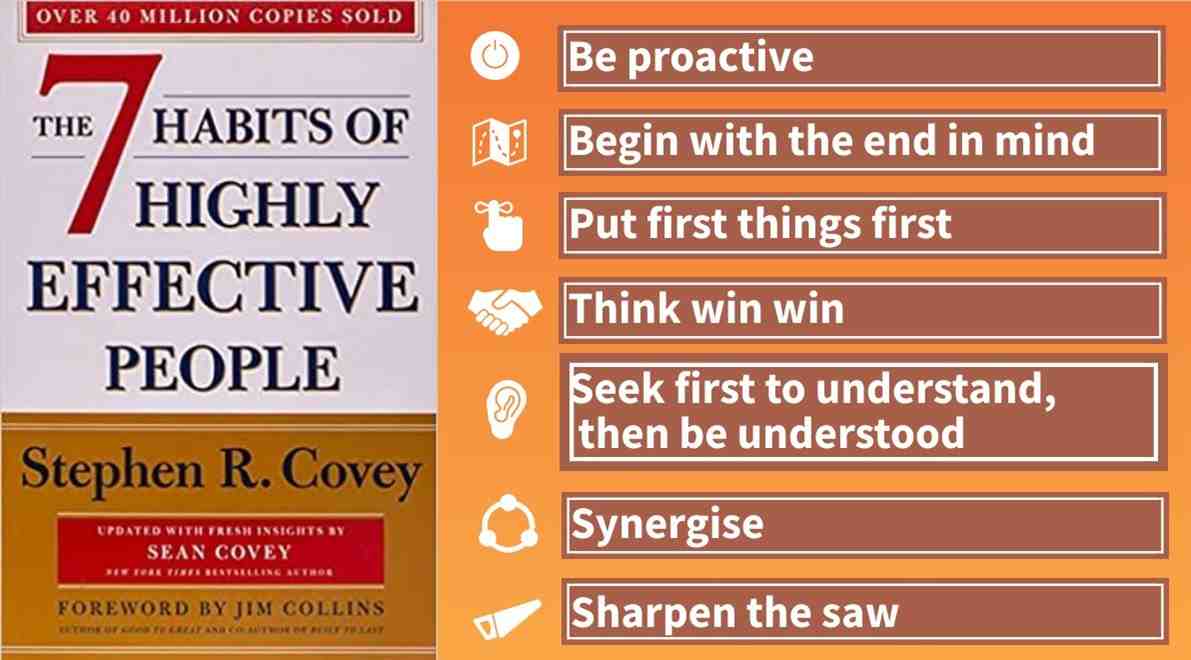 OVER 40 MILLION COPIES SOLD
THE 7 HABITS OF
HIGHLY
EFFECTIVE
PEOPLE
Stephen R. Covey
UPDATED WITH FRESH INSIGHTS BY
SEAN COVEY
NEW YORK TIMES BESTSELLING AUTHOR
FOREWORD BY JIM COLLINS
AUTHOR OF GOOD TO GREAT AND CO-AUTHOR OF BUILT TO LAST
Be proactive
Begin with the end in mind
Put first things first
Think win win
Seek first to understand,
then be understood
Synergise
Sharpen the saw